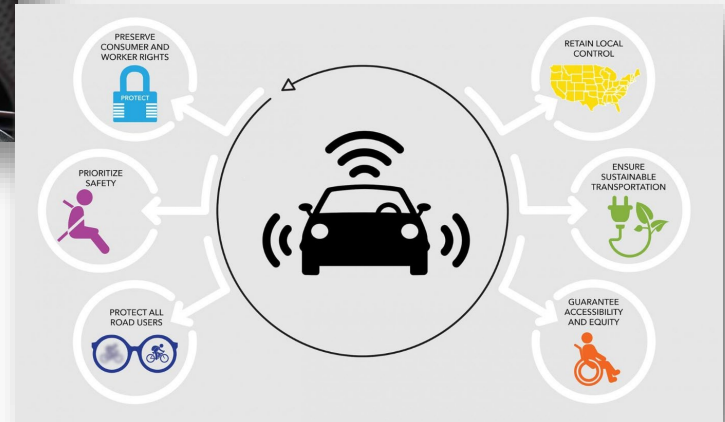 PRESERVE
CONSUMER AND
WORKER RIGHTS
PROTECT
PRIORITIZE
SAFETY
PROTECT ALL
ROAD USERS
RETAIN LOCAL
CONTROL
ENSURE
SUSTAINABLE
TRANSPORTATION
GUARANTEE
ACCESSIBILITY
AND EQUITY